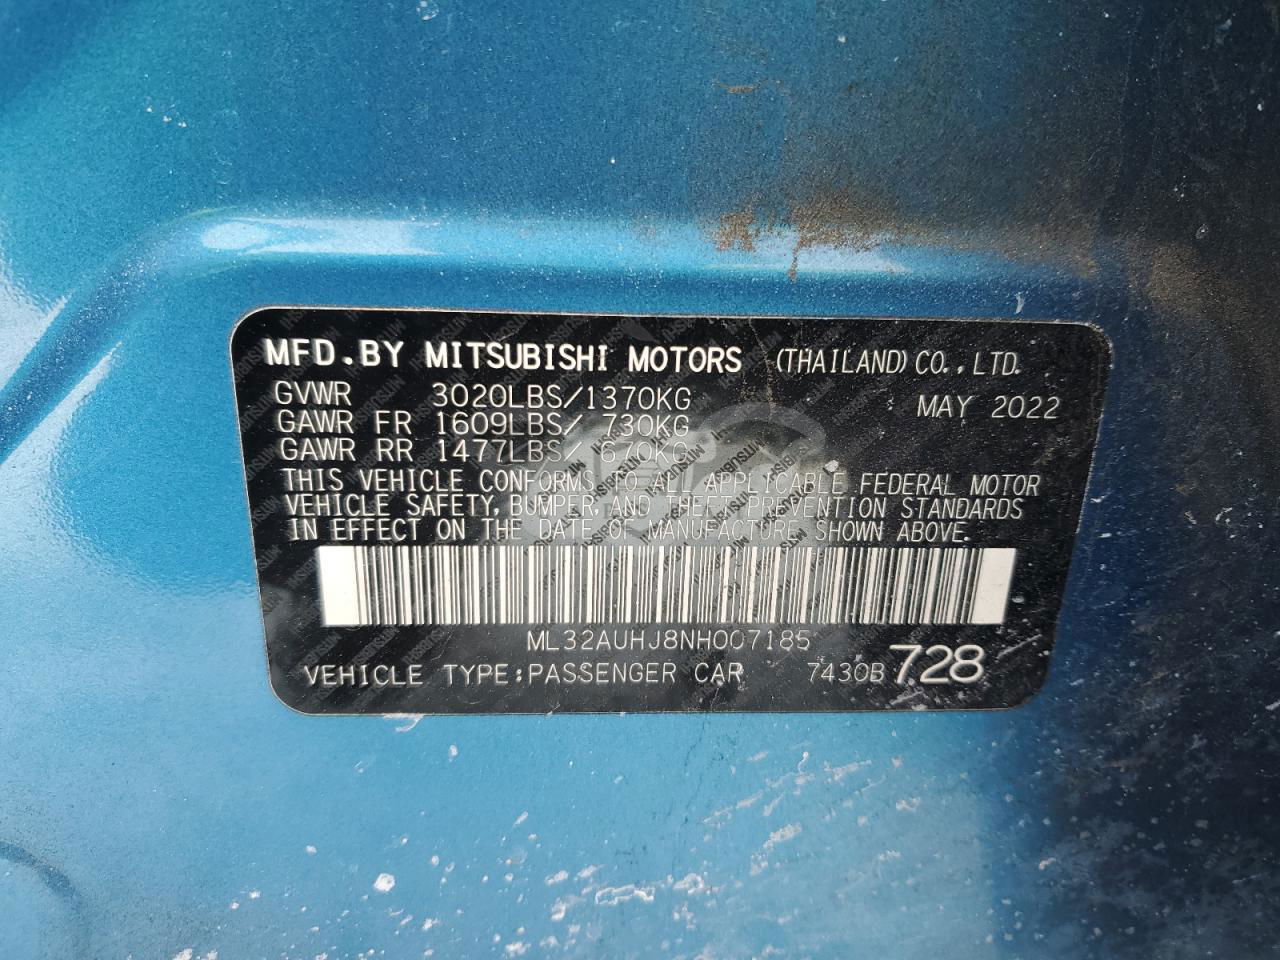 MFD.BY MITSUBISHI MOTORS (THAILAND) CO., LTD.
GVWR 3020LBS/1370KG MAY 2022
GAWR FR 1609LBS/ 730KG
GAWR RR 1477LBS/ 670KG
THIS VEHICLE CONFORMS TO ALL APPLICABLE FEDERAL MOTOR
VEHICLE SAFETY, BUMPER, AND THEFT PREVENTION STANDARDS
IN EFFECT ON THE DATE OF MANUFACTURE SHOWN ABOVE.
ML32AUHJ8NH007185
VEHICLE TYPE:PASSENGER CAR 7430B 728